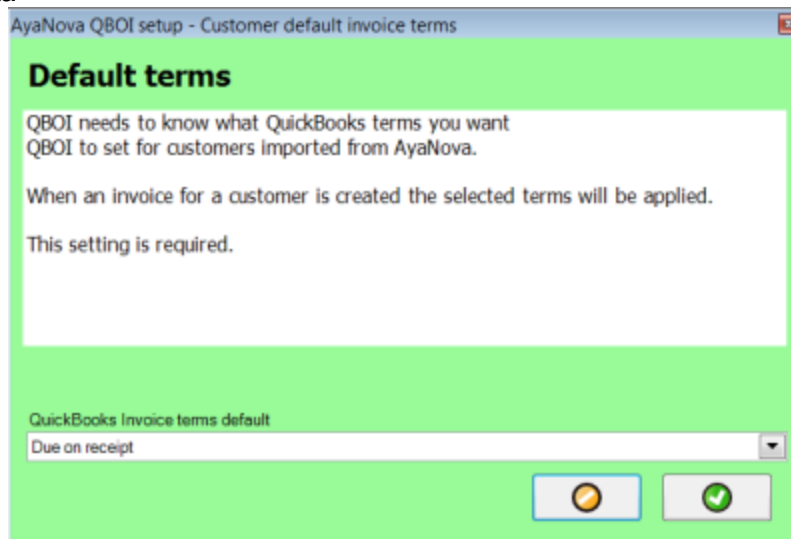 AyaNova QBOI setup - Customer default invoice terms
Default terms
QBOI needs to know what QuickBooks terms you want
QBOI to set for customers imported from AyaNova.
When an invoice for a customer is created the selected terms will be applied.
This setting is required.
QuickBooks Invoice terms default
Due on receipt